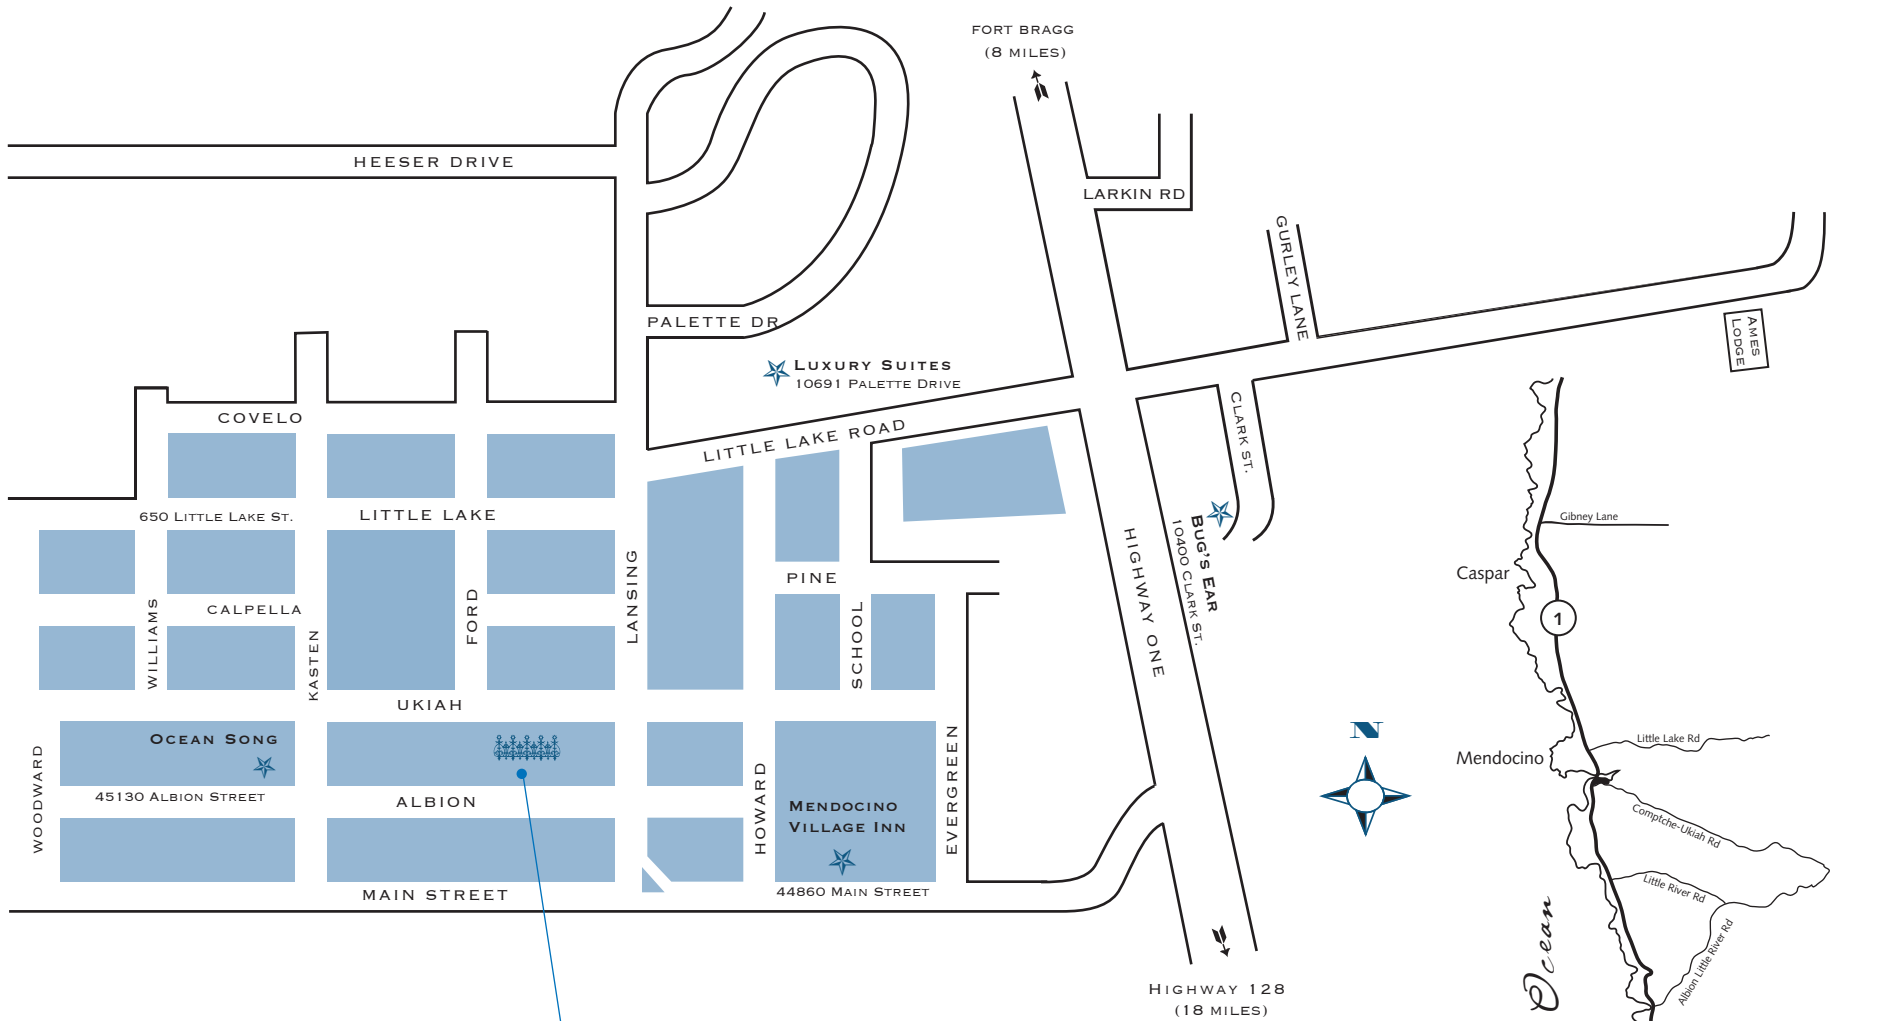 FORT BRAGG
(8 MILES)
HEESER DRIVE
LARKIN RD
GURLEY LANE
PALETTE DR
AMES
LODGE
LUXURY SUITES
10691 PALETTE DRIVE
COVELO
LITTLE LAKE ROAD
CLARK ST.
650 LITTLE LAKE ST.
LITTLE LAKE
BUG'S EAR
10400 CLARK ST.
Gibney Lane
HIGHWAY ONE
LANSING
PINE
Caspar
1
WILLIAMS
CALPELLA
KASTEN
FORD
SCHOOL
UKIAH
OCEAN SONG
45130 ALBION STREET
WOODWARD
ALBION
HOWARD
MENDOCINO
VILLAGE INN
EVERGREEN
N
Little Lake Rd
Mendocino
Comptche-Ukiah Rd
Little River Rd
Albion Little River Rd
MAIN STREET
44860 MAIN STREET
Ocean
HIGHWAY 128
(18 MILES)